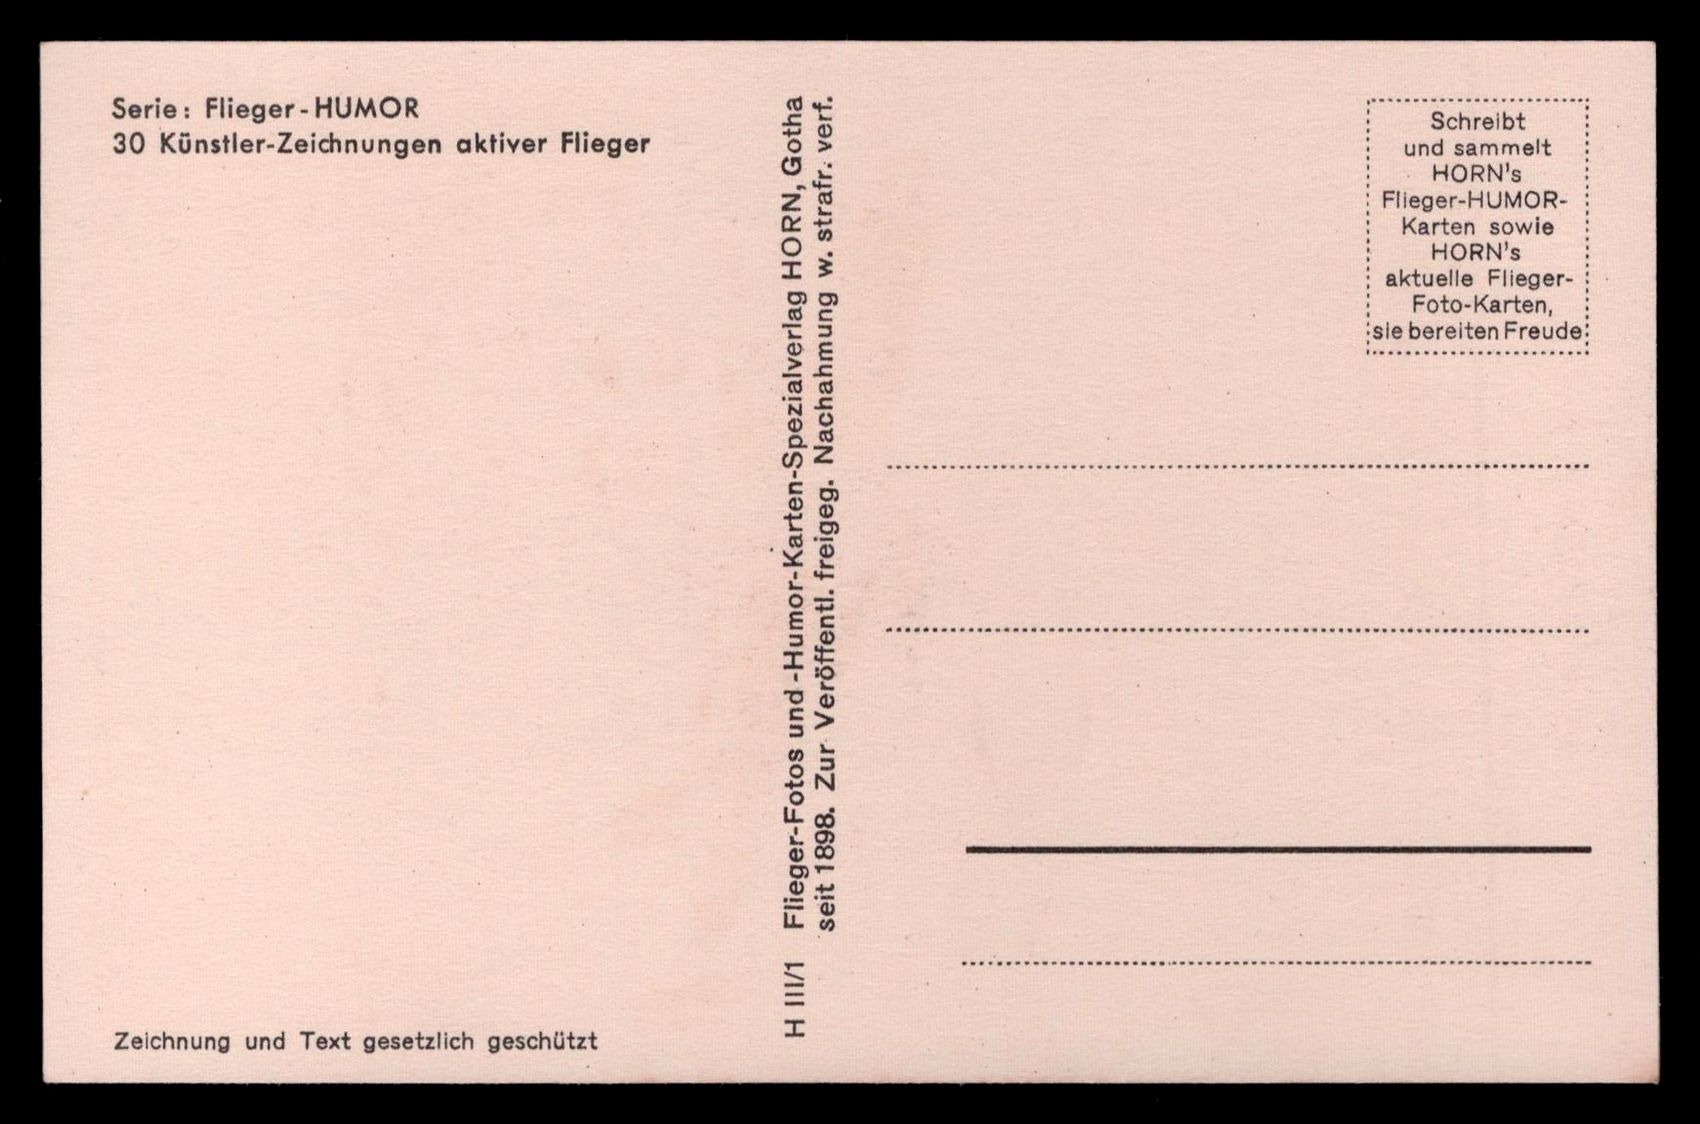 Serie: Flieger-HUMOR
30 Künstler-Zeichnungen aktiver Flieger
Zeichnung und Text gesetzlich geschützt
H III/1 Flieger-Fotos und -Humor-Karten-Spezialverlag HORN, Gotha
seit 1898. Zur Veröffentl. freigeg. Nachahmung w. strafr. verf.
Schreibt
und sammelt
HORN's
Flieger-HUMOR-
Karten sowie
HORN's
aktuelle Flieger-
Foto-Karten,
sie bereiten Freude